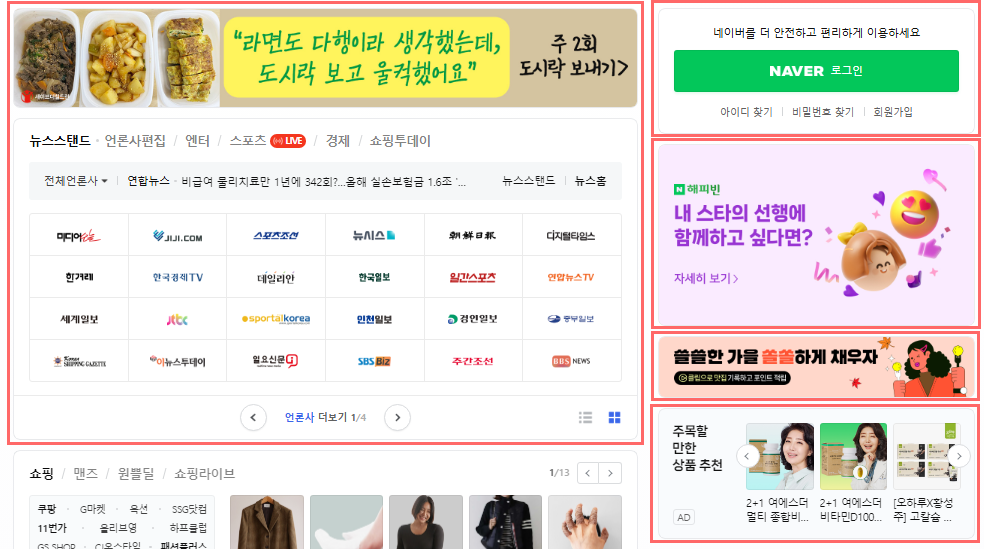 “라면도 다행이라 생각했는데,
도시락 보고 울컥했어요”
주 2회
도시락 보내기>
세이브더칠드런
뉴스스탠드 · 언론사편집 / 엔터 / 스포츠 LIVE / 경제 / 쇼핑투데이
전체언론사 연합뉴스 · 비급여 물리치료만 1년에 342회?...올해 실손보험금 1.6조 '... 뉴스스탠드 뉴스홈
미디어오늘 JIJI.COM 스포츠조선 뉴시스 朝鮮日報 디지털타임스
한겨레 한국경제TV 데일리안 한국일보 일간스포츠 연합뉴스TV
세계일보 jtbc sportalkorea 인천일보 경인일보 중부일보
Korea SHIPPING GAZETTE 이뉴스투데이 일요신문 SBS Biz 주간조선 BBS NEWS
언론사 더보기 1/4
쇼핑 / 맨즈 / 원쁠딜 / 쇼핑라이브 1/13
쿠팡 · G마켓 · 옥션 · SSG닷컴
11번가 · 올리브영 · 하프클럽
GS SHOP · CJ온스타일 · 패션플러스
네이버를 더 안전하고 편리하게 이용하세요
NAVER 로그인
아이디 찾기 비밀번호 찾기 회원가입
해피빈
내 스타의 선행에
함께하고 싶다면?
자세히 보기 >
쓸쓸한 가을 쏠쏠하게 채우자
클립으로 맛집 기록하고 포인트 적립
주목할
만한
상품 추천
AD
2+1 여에스더
멀티 종합비...
2+1 여에스더
비타민D100...
[오하루X황성
주] 고칼슘 ...